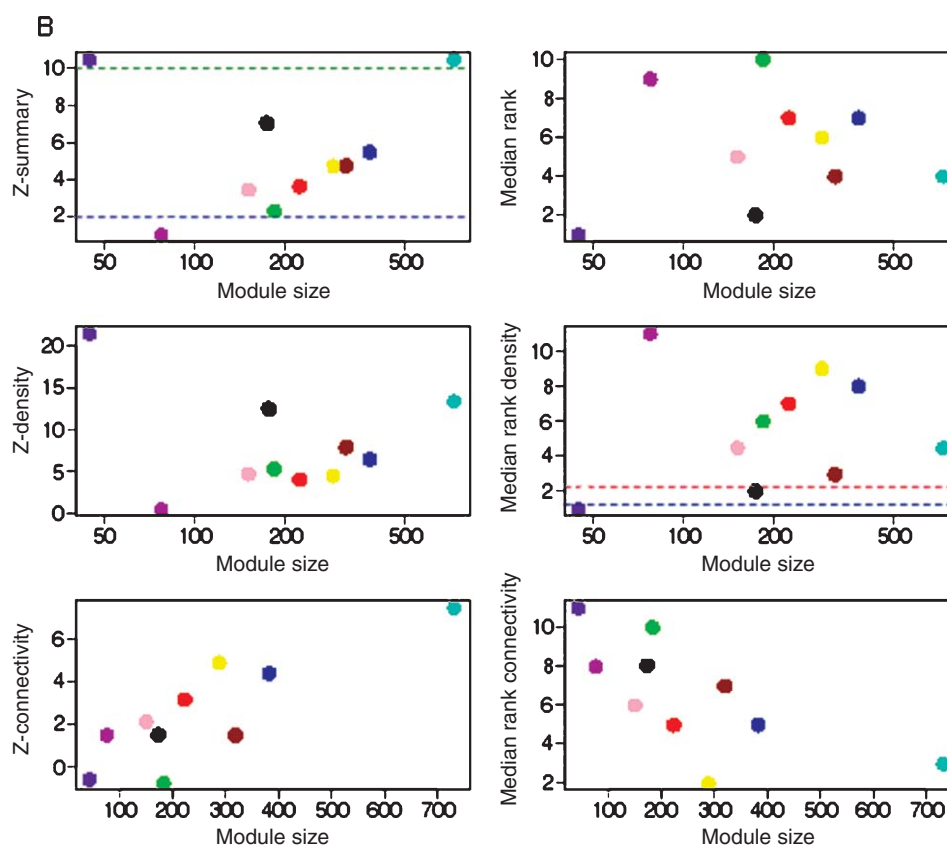 B
Z-summary
10
8
6
4
2
50 100 200 500
Module size
Median rank
10
8
6
4
2
50 100 200 500
Module size
Z-density
20
15
10
5
0
50 100 200 500
Module size
Median rank density
10
8
6
4
2
50 100 200 500
Module size
Z-connectivity
6
4
2
0
100 200 300 400 500 600 700
Module size
Median rank connectivity
10
8
6
4
2
100 200 300 400 500 600 700
Module size